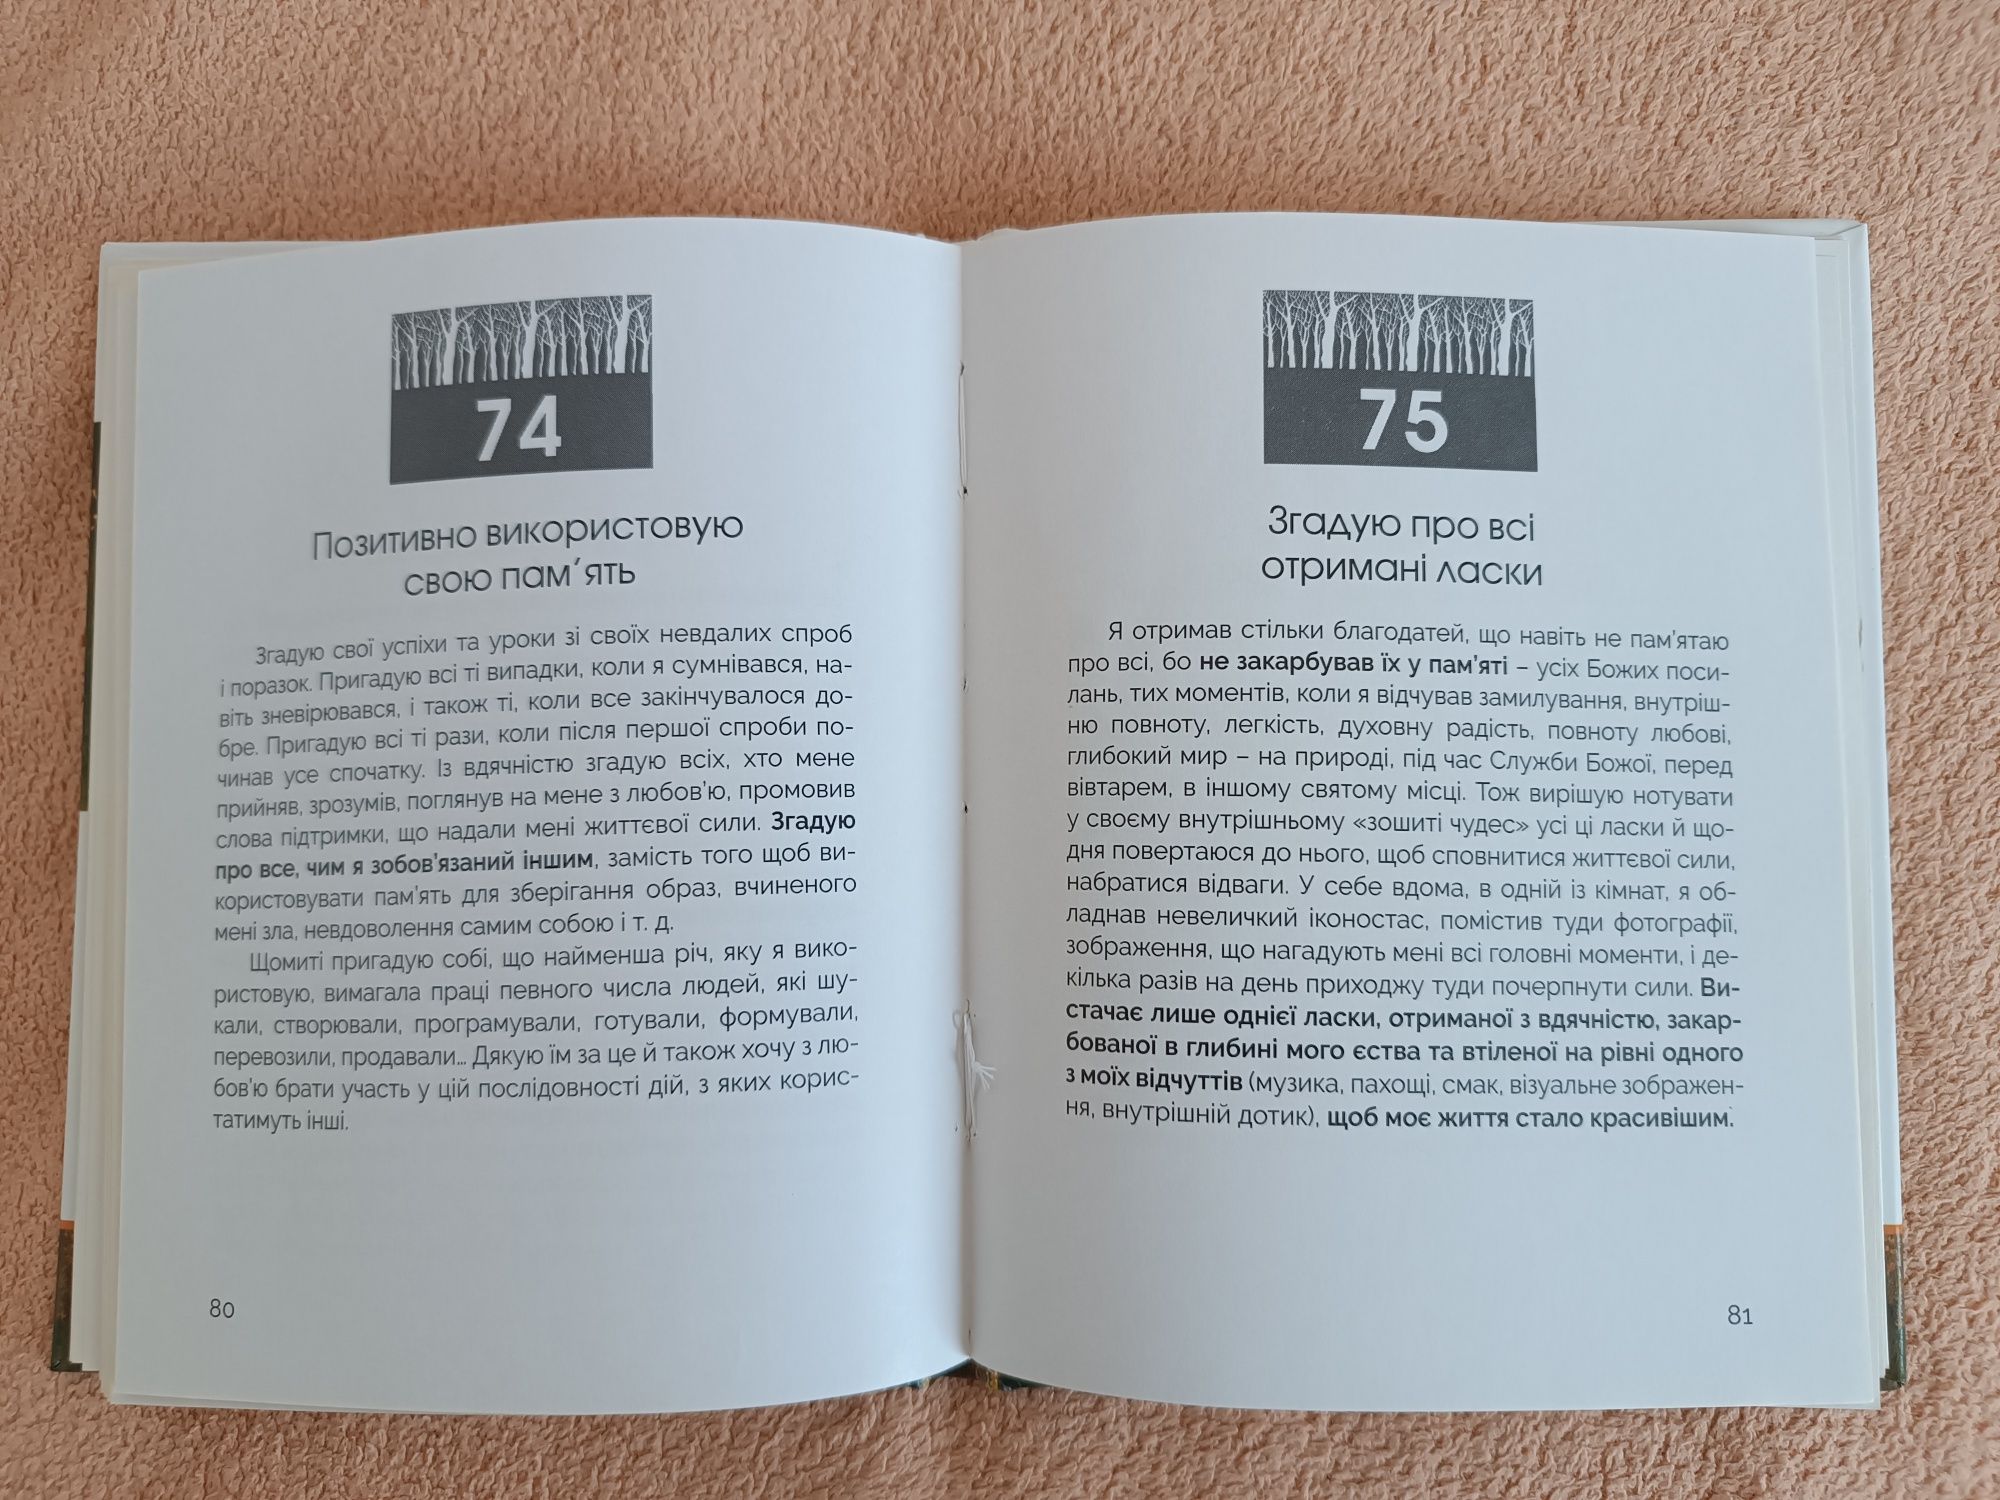 74
Позитивно використовую
свою пам’ять
Згадую свої успіхи та уроки зі своїх невдалих спроб
і поразок. Пригадую всі ті випадки, коли я сумнівався, на-
віть зневірювався, і також ті, коли все закінчувалося до-
бре. Пригадую всі ті рази, коли після першої спроби по-
чинав усе спочатку. Із вдячністю згадую всіх, хто мене
прийняв, зрозумів, поглянув на мене з любов’ю, промовив
слова підтримки, що надали мені життєвої сили. Згадую
про все, чим я зобов’язаний іншим, замість того щоб ви-
користовувати пам’ять для зберігання образ, вчиненого
мені зла, невдоволення самим собою і т. д.
Щомиті пригадую собі, що найменша річ, яку я вико-
ристовую, вимагала праці певного числа людей, які шу-
кали, створювали, програмували, готували, формували,
перевозили, продавали... Дякую їм за це й також хочу з лю-
бов’ю брати участь у цій послідовності дій, з яких корис-
татимуть інші.
80
75
Згадую про всі
отримані ласки
Я отримав стільки благодатей, що навіть не пам’ятаю
про всі, бо не закарбував їх у пам’яті – усіх Божих поси-
лань, тих моментів, коли я відчував замилування, внутріш-
ню повноту, легкість, духовну радість, повноту любові,
глибокий мир – на природі, під час Служби Божої, перед
вівтарем, в іншому святому місці. Тож вирішую нотувати
у своєму внутрішньому «зошиті чудес» усі ці ласки й що-
дня повертаюся до нього, щоб сповнитися життєвої сили,
набратися відваги. У себе вдома, в одній із кімнат, я об-
ладнав невеличкий іконостас, помістив туди фотографії,
зображення, що нагадують мені всі головні моменти, і де-
кілька разів на день приходжу туди почерпнути сили. Ви-
стачає лише однієї ласки, отриманої з вдячністю, закар-
бованої в глибині мого єства та втіленої на рівні одного
з моїх відчуттів (музика, пахощі, смак, візуальне зображен-
ня, внутрішній дотик), щоб моє життя стало красивішим.
81